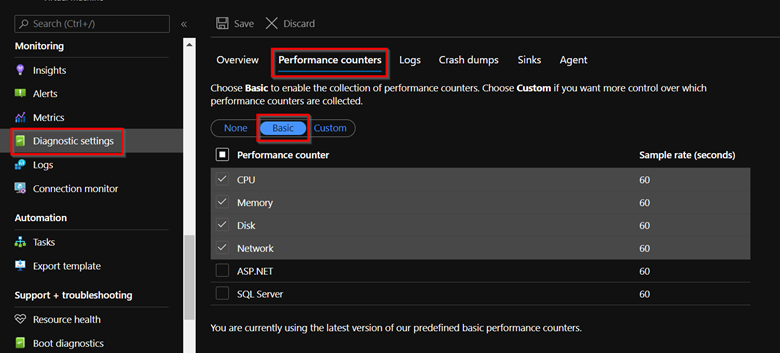 Search (Ctrl+/)
«
Save
Discard
Monitoring
Insights
Alerts
Metrics
Diagnostic settings
Logs
Connection monitor
Automation
Tasks
Export template
Support + troubleshooting
Resource health
Boot diagnostics
Overview Performance counters Logs Crash dumps Sinks Agent
Choose Basic to enable the collection of performance counters. Choose Custom if you want more control over which
performance counters are collected.
None Basic Custom
Performance counter Sample rate (seconds)
CPU 60
Memory 60
Disk 60
Network 60
ASP.NET 60
SQL Server 60
You are currently using the latest version of our predefined basic performance counters.